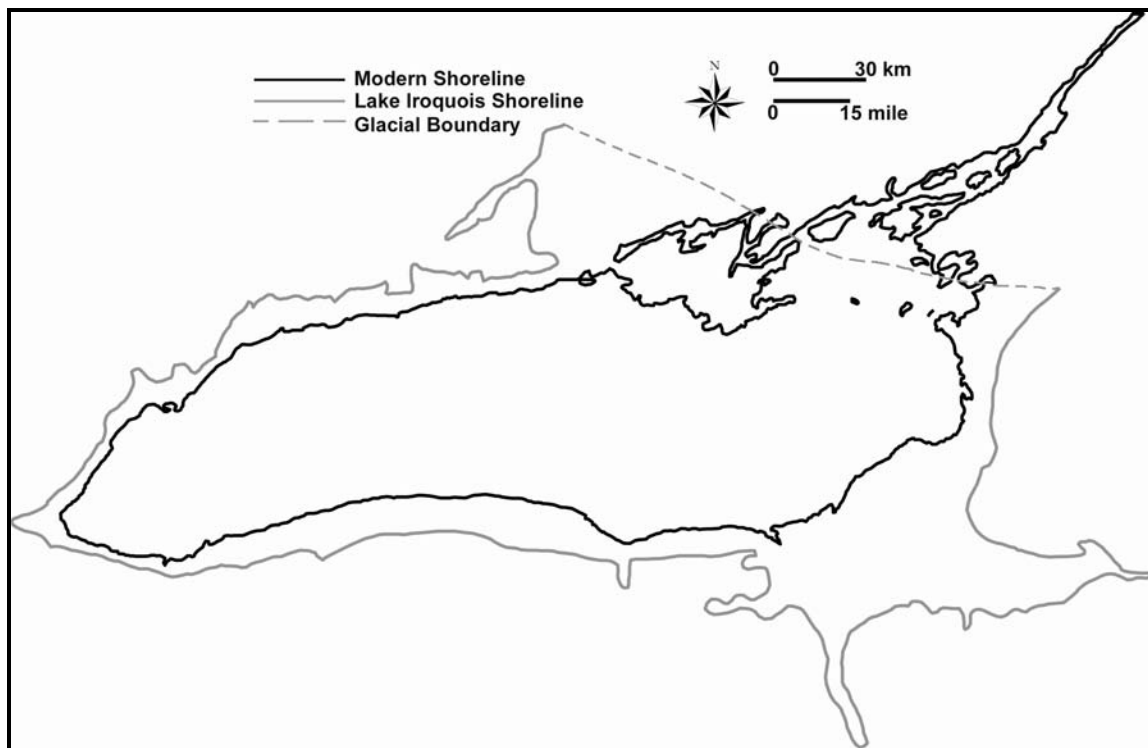 Modern Shoreline
Lake Iroquois Shoreline
Glacial Boundary
N
0 30 km
0 15 mile